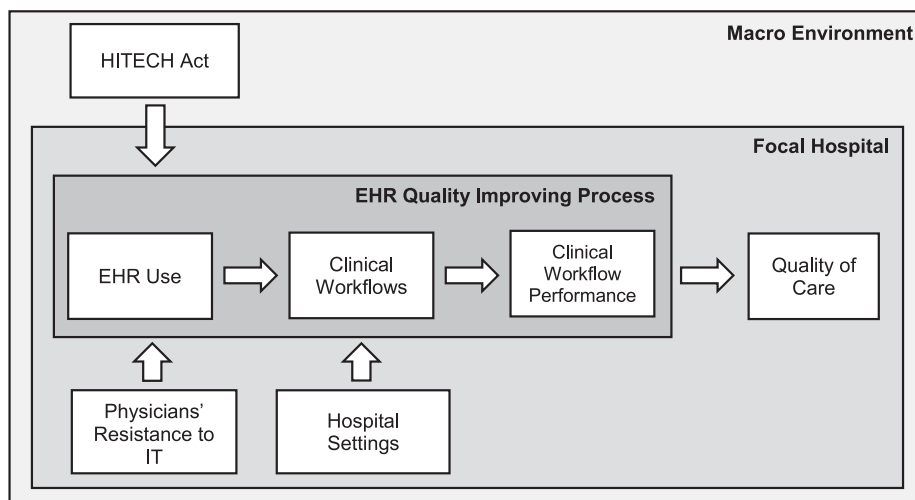 Macro Environment
HITECH Act
Focal Hospital
EHR Quality Improving Process
EHR Use
Clinical
Workflows
Clinical
Workflow
Performance
Quality of
Care
Physicians’
Resistance to
IT
Hospital
Settings